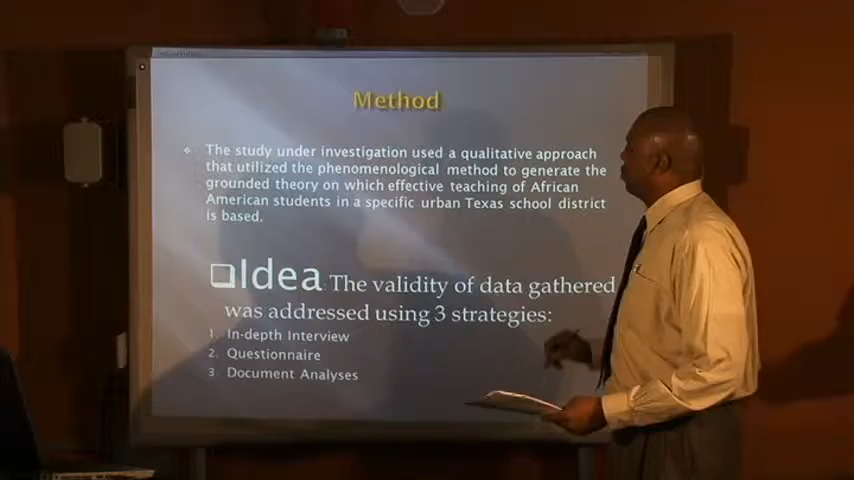 Method
The study under investigation used a qualitative approach
that utilized the phenomenological method to generate the
grounded theory on which effective teaching of African
American students in a specific urban Texas school district
is based.
Idea: The validity of data gathered
was addressed using 3 strategies:
1. In-depth Interview
2. Questionnaire
3. Document Analyses